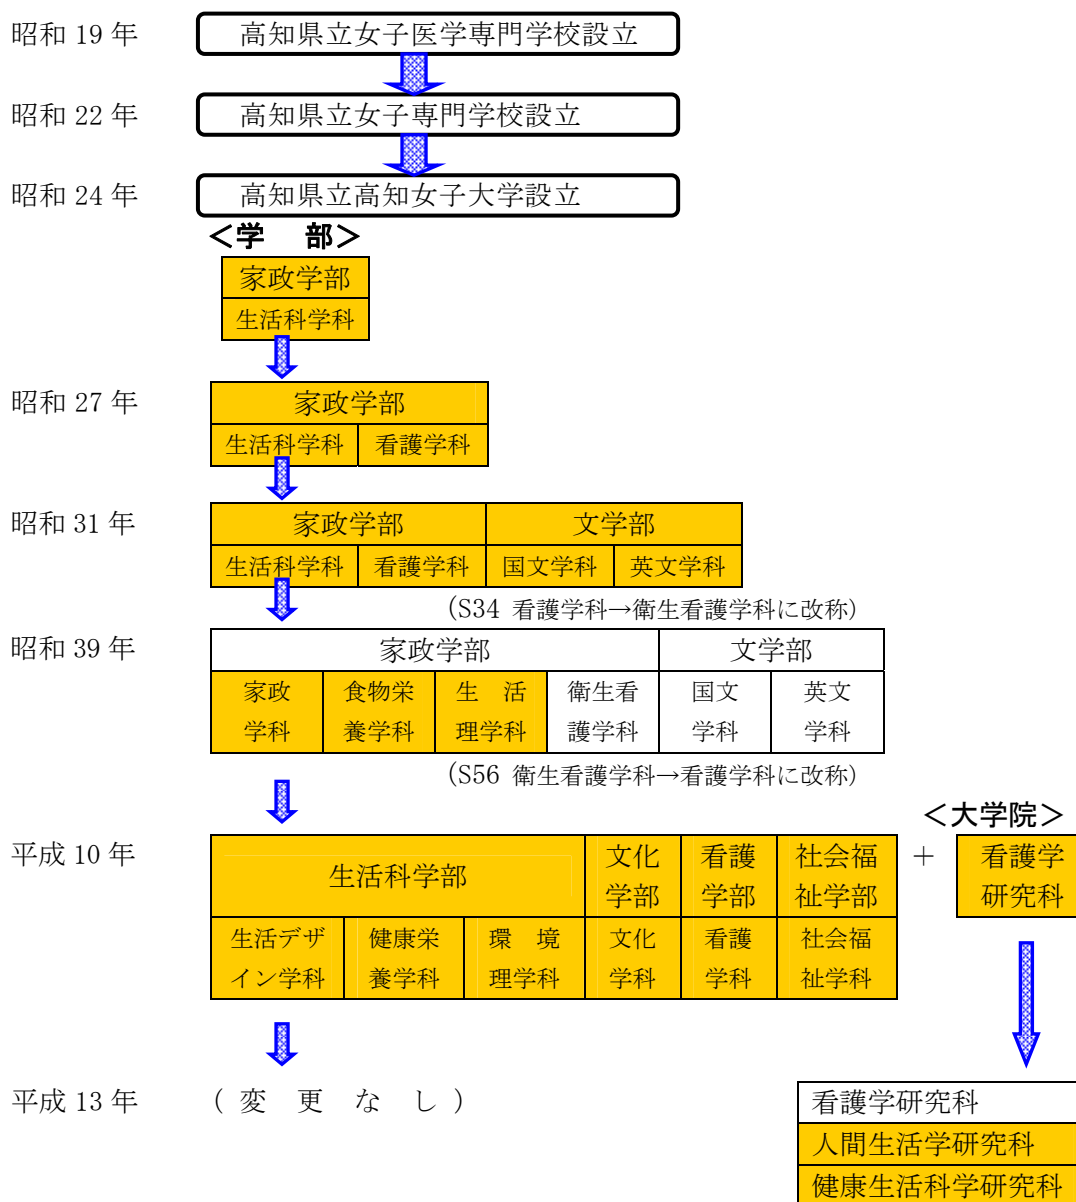 昭和 19 年 高知県立女子医学専門学校設立
昭和 22 年 高知県立女子専門学校設立
昭和 24 年 高知県立高知女子大学設立
＜学　部＞
家政学部
生活科学科
昭和 27 年 家政学部
生活科学科 看護学科
昭和 31 年 家政学部 文学部
生活科学科 看護学科 国文学科 英文学科
(S34 看護学科→衛生看護学科に改称)
昭和 39 年 家政学部 文学部
家政 食物栄 生　活 衛生看 国文 英文
学科 養学科 理学科 護学科 学科 学科
(S56 衛生看護学科→看護学科に改称)
＜大学院＞
平成 10 年 生活科学部 文化 看護 社会福 ＋ 看護学
学部 学部 祉学部 研究科
生活デザ 健康栄 環　境 文化 看護 社会福
イン学科 養学科 理学科 学科 学科 祉学科
平成 13 年 （ 変　更　な　し ） 看護学研究科
人間生活学研究科
健康生活科学研究科